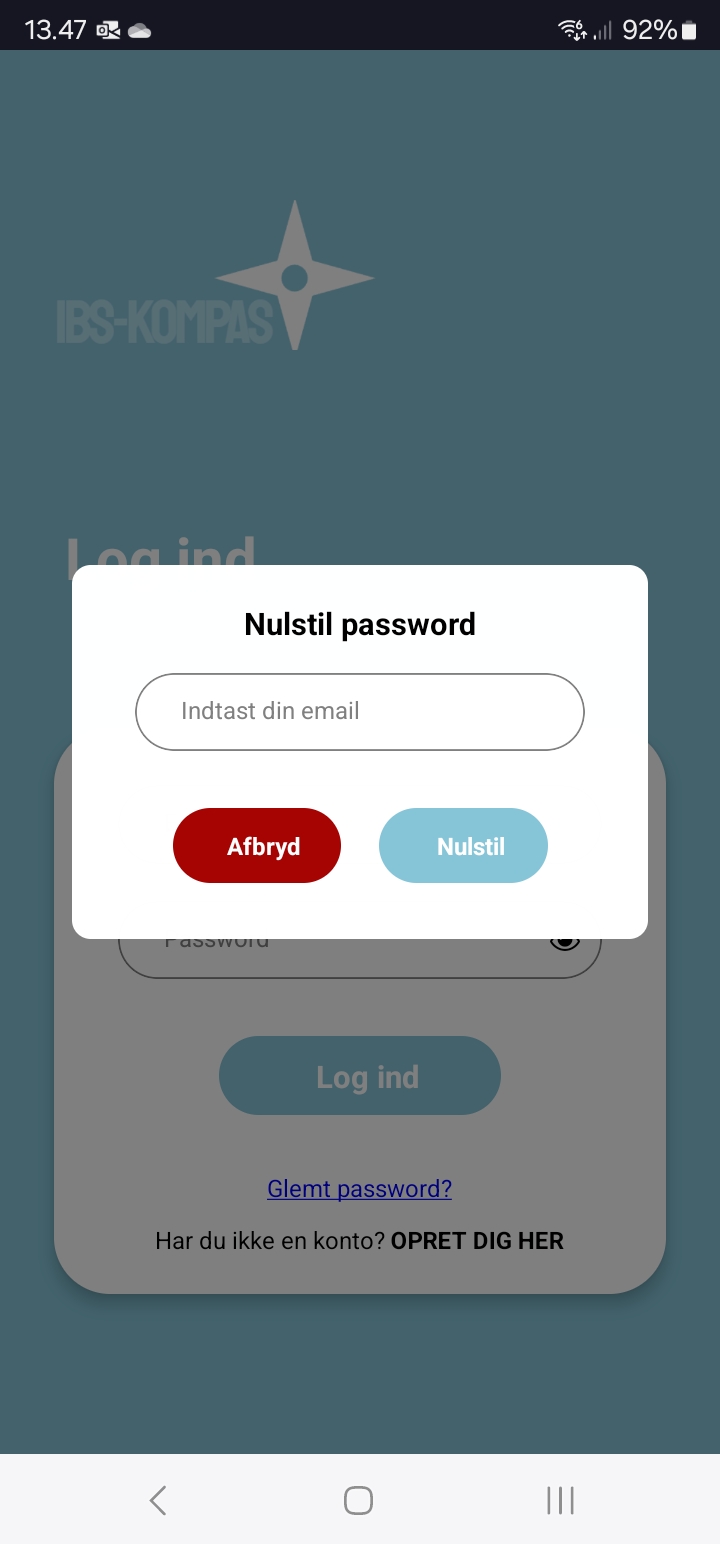 13.47
92%
IBS-KOMPAS
Log ind
Nulstil password
Indtast din email
Afbryd
Nulstil
Password
Log ind
Glemt password?
Har du ikke en konto? OPRET DIG HER